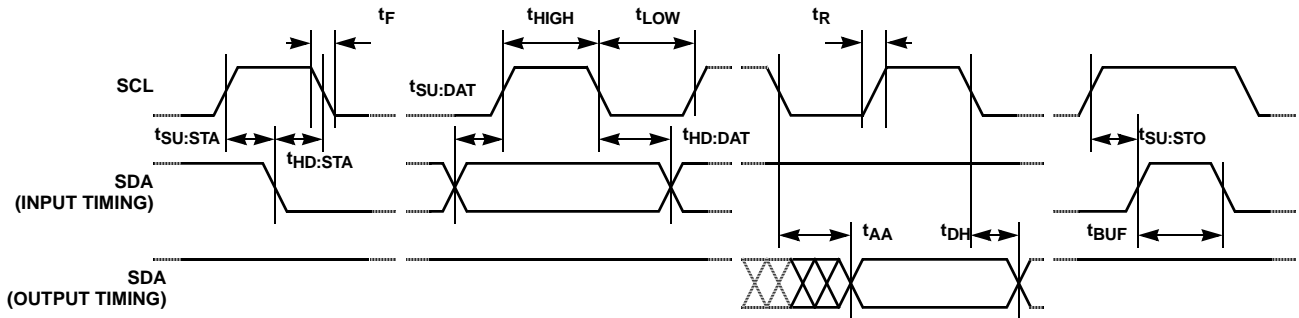 tF
tHIGH
tLOW
tR
SCL
tSU:DAT
tSU:STA
tHD:STA
tHD:DAT
tSU:STO
SDA
(INPUT TIMING)
tAA
tDH
tBUF
SDA
(OUTPUT TIMING)